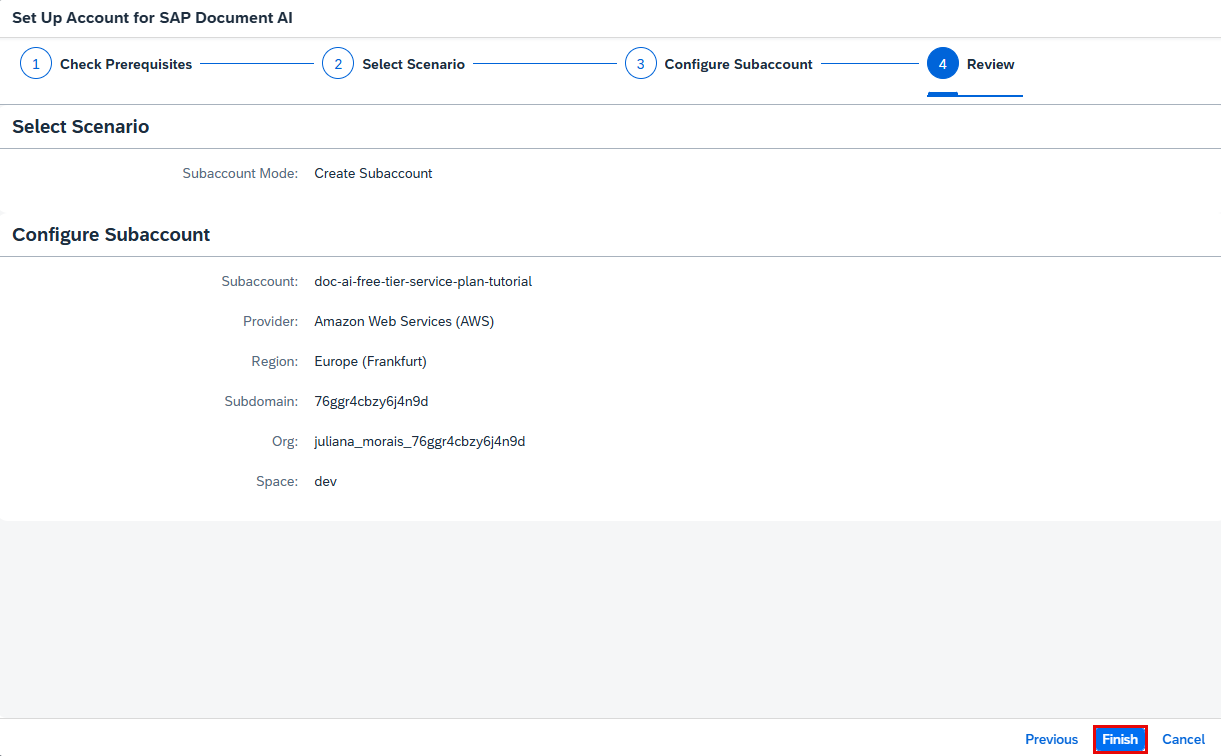 Set Up Account for SAP Document AI
1 Check Prerequisites 2 Select Scenario 3 Configure Subaccount 4 Review
Select Scenario
Subaccount Mode: Create Subaccount
Configure Subaccount
Subaccount: doc-ai-free-tier-service-plan-tutorial
Provider: Amazon Web Services (AWS)
Region: Europe (Frankfurt)
Subdomain: 76ggr4cbzy6j4n9d
Org: juliana_morais_76ggr4cbzy6j4n9d
Space: dev
Previous Finish Cancel